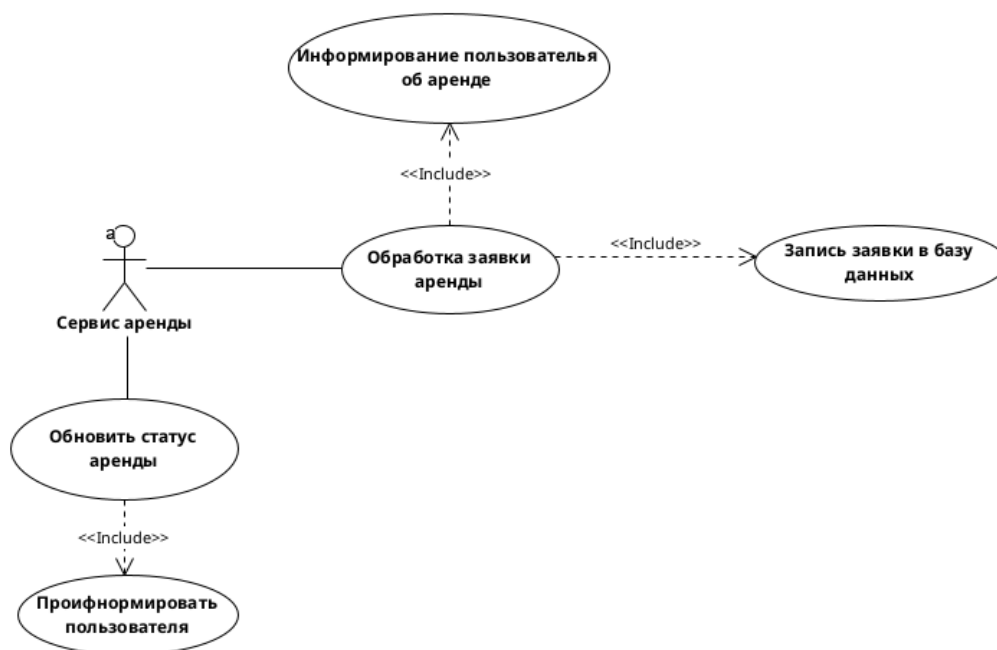 Информирование пользователья
об аренде
<<Include>>
a
Обработка заявки
аренды
<<Include>>
Запись заявки в базу
данных
Сервис аренды
Обновить статус
аренды
<<Include>>
Проифнормировать
пользователя